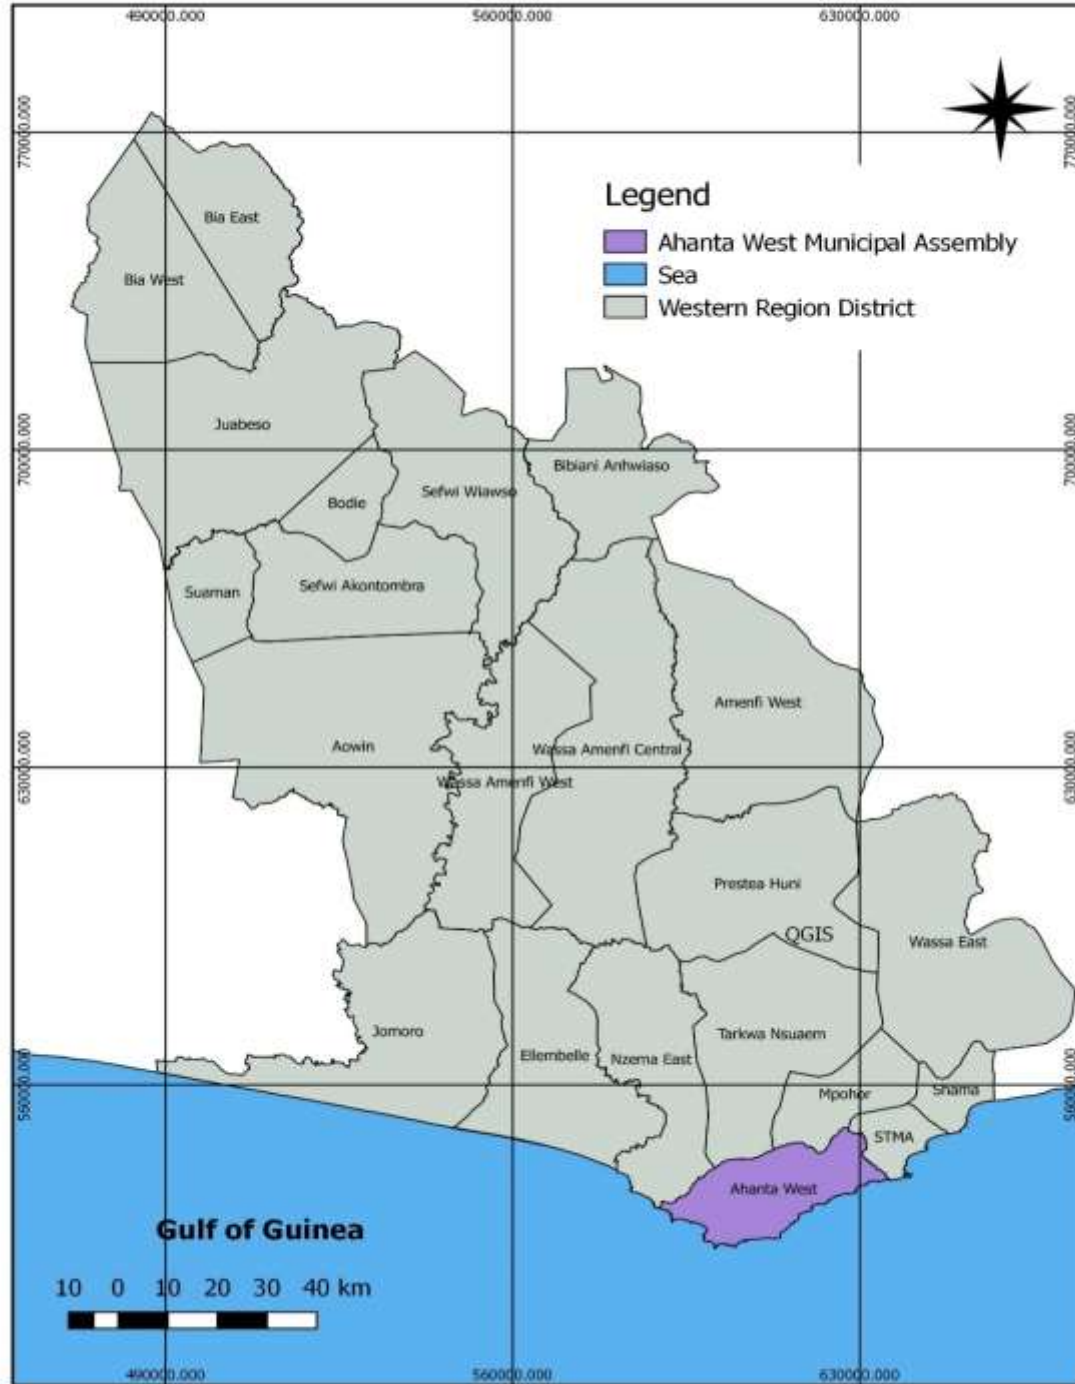 490000.000 560000.000 630000.000
770000.000 770000.000
Legend
Ahanta West Municipal Assembly
Sea
Western Region District
Bia East
Bia West
Juabeso
700000.000 700000.000
Bibiani Anhwiaso
Sefwi Wiawso
Bodie
Sefwi Akontombra
Suaman
Amenfi West
Aowin
Wassa Amenfi Central
630000.000 630000.000
Wassa Amenfi West
Prestea Huni
QGIS
Wassa East
Jomoro
Tarkwa Nsuaem
Ellembelle
Nzema East
560000.000 560000.000
Mpohor
Shama
STMA
Ahanta West
Gulf of Guinea
10 0 10 20 30 40 km
490000.000 560000.000 630000.000